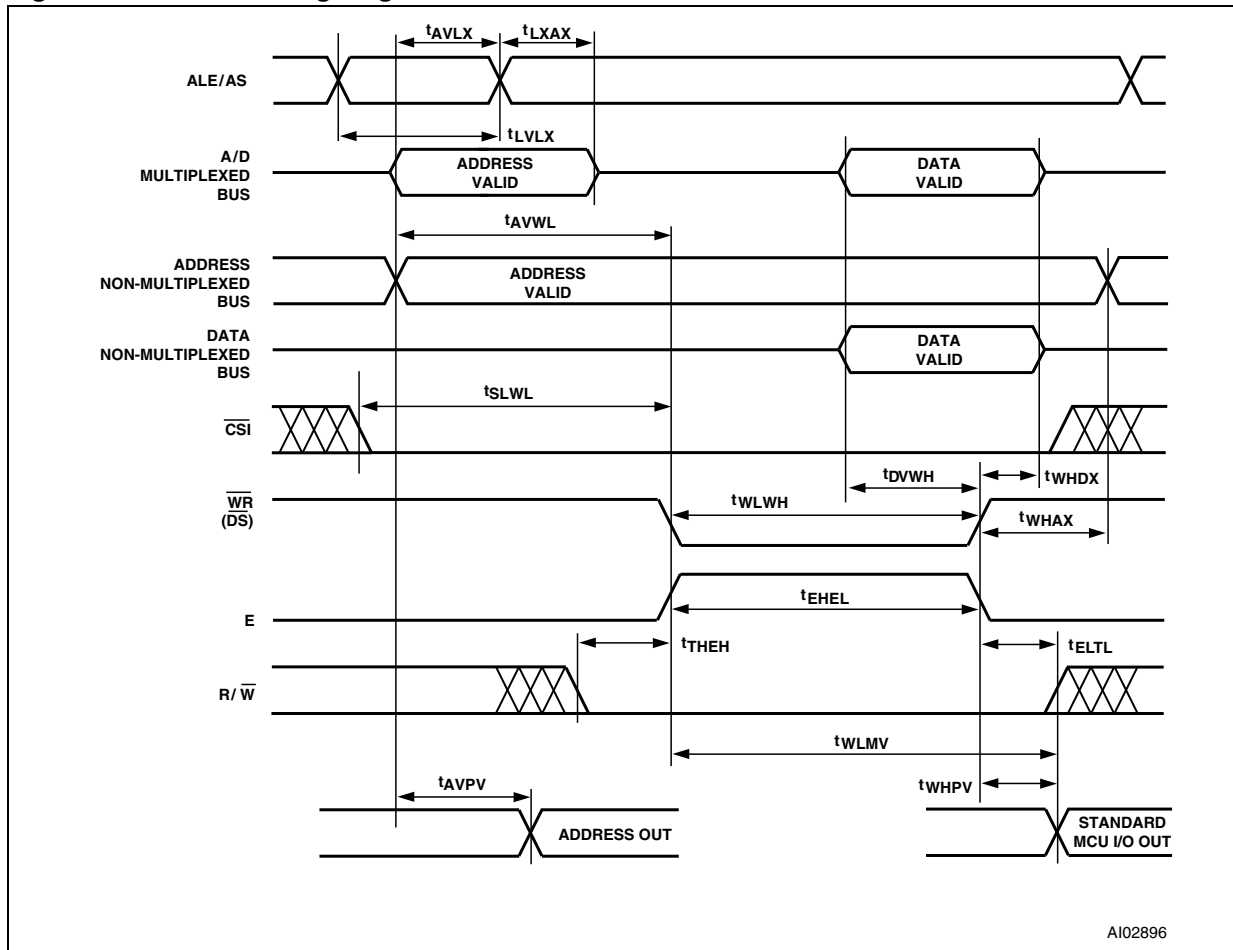 tAVLX
tLXAX
ALE/AS
tLVLX
A/D
MULTIPLEXED
BUS
ADDRESS
VALID
DATA
VALID
tAVWL
ADDRESS
NON-MULTIPLEXED
BUS
ADDRESS
VALID
DATA
NON-MULTIPLEXED
BUS
DATA
VALID
tSLWL
CSI
tDVWH
tWHDX
WR
(DS)
tWLWH
tWHAX
E
tEHEL
tTHEH
tELTL
R/ W
tWLMV
tAVPV
tWHPV
ADDRESS OUT
STANDARD
MCU I/O OUT
AI02896